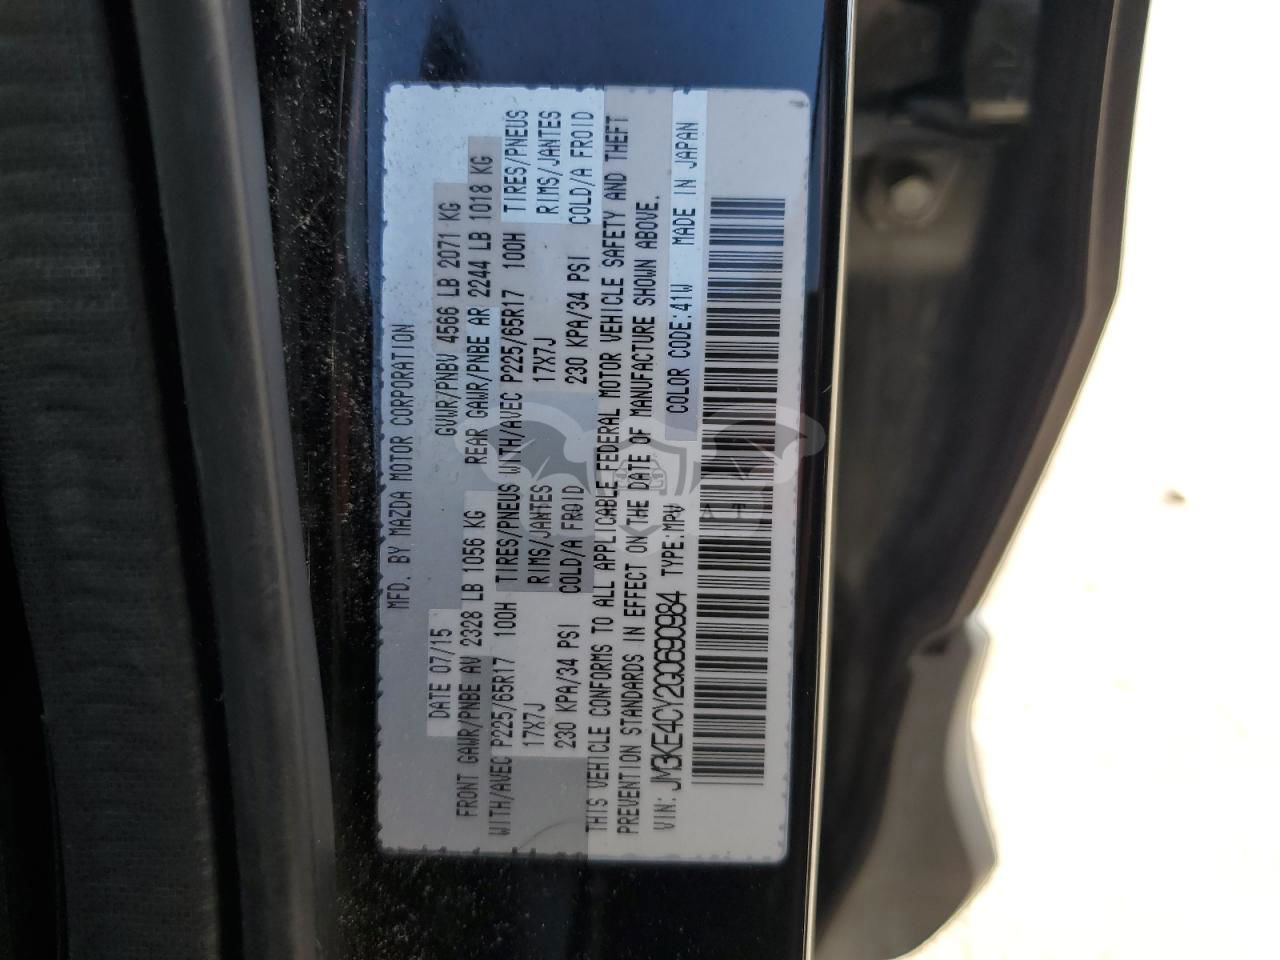 MFD. BY MAZDA MOTOR CORPORATION
DATE 07/15 GVWR/PNBV 4566 LB 2071 KG
FRONT GAWR/PNBE AV 2328 LB 1056 KG REAR GAWR/PNBE AR 2244 LB 1018 KG
WITH/AVEC P225/65R17 100H TIRES/PNEUS WITH/AVEC P225/65R17 100H TIRES/PNEUS
17X7J RIMS/JANTES 17X7J RIMS/JANTES
230 KPA/34 PSI COLD/A FROID 230 KPA/34 PSI COLD/A FROID
THIS VEHICLE CONFORMS TO ALL APPLICABLE FEDERAL MOTOR VEHICLE SAFETY AND THEFT
PREVENTION STANDARDS IN EFFECT ON THE DATE OF MANUFACTURE SHOWN ABOVE.
VIN: JM3KE4CY2G0690984 TYPE:MPV COLOR CODE:41W MADE IN JAPAN